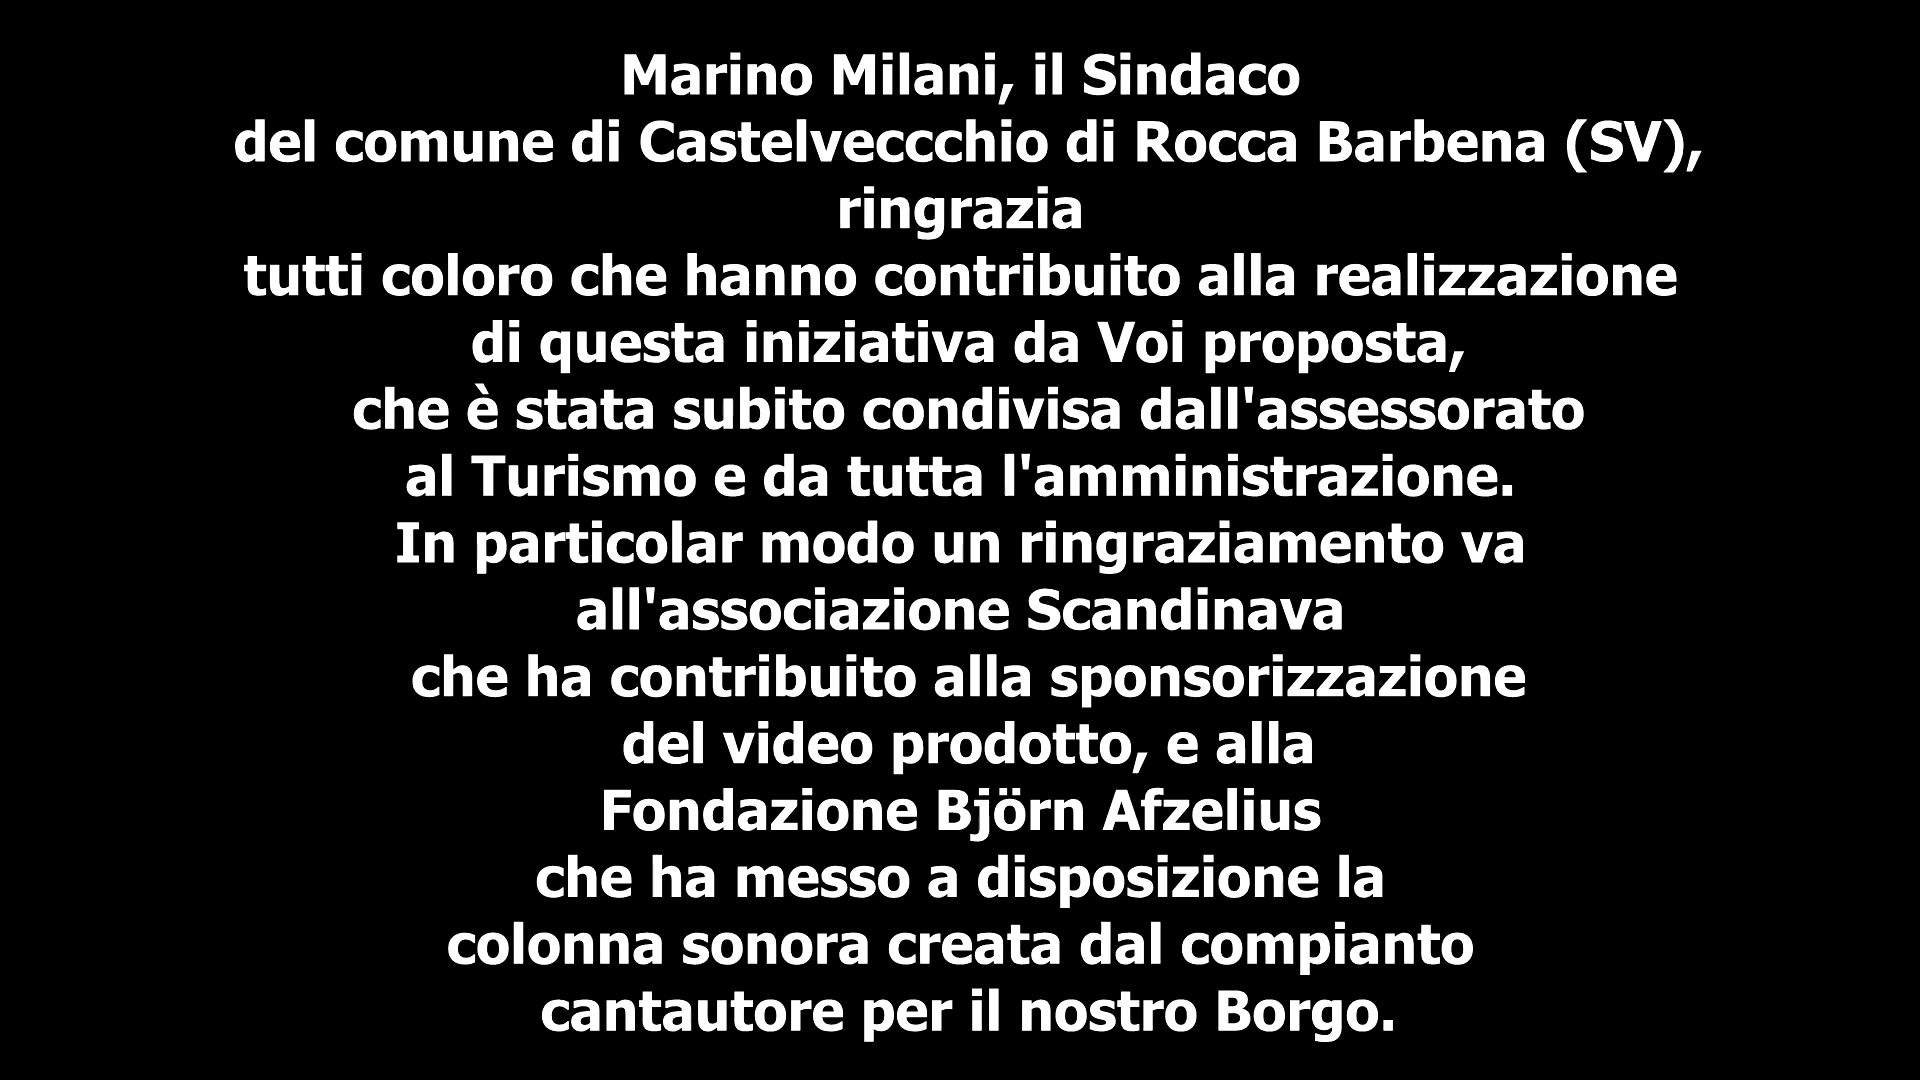 Marino Milani, il Sindaco
del comune di Castelveccchio di Rocca Barbena (SV),
ringrazia
tutti coloro che hanno contribuito alla realizzazione
di questa iniziativa da Voi proposta,
che è stata subito condivisa dall'assessorato
al Turismo e da tutta l'amministrazione.
In particolar modo un ringraziamento va
all'associazione Scandinava
che ha contribuito alla sponsorizzazione
del video prodotto, e alla
Fondazione Björn Afzelius
che ha messo a disposizione la
colonna sonora creata dal compianto
cantautore per il nostro Borgo.